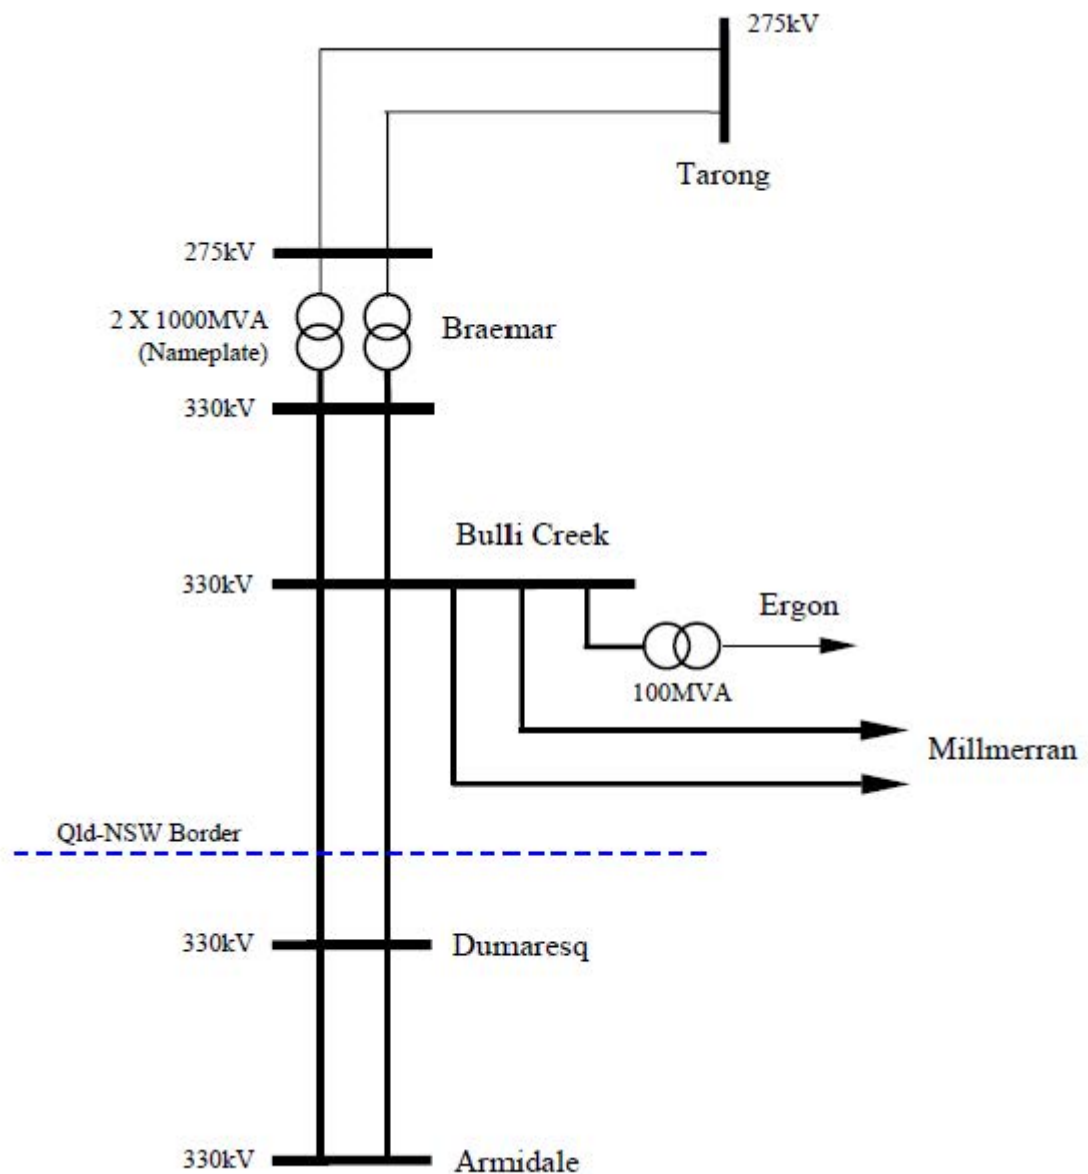 275kV
Tarong
275kV
2 X 1000MVA
(Nameplate)
Braemar
330kV
Bulli Creek
330kV
Ergon
100MVA
Millmerran
Qld-NSW Border
330kV
Dumaresq
330kV
Armidale